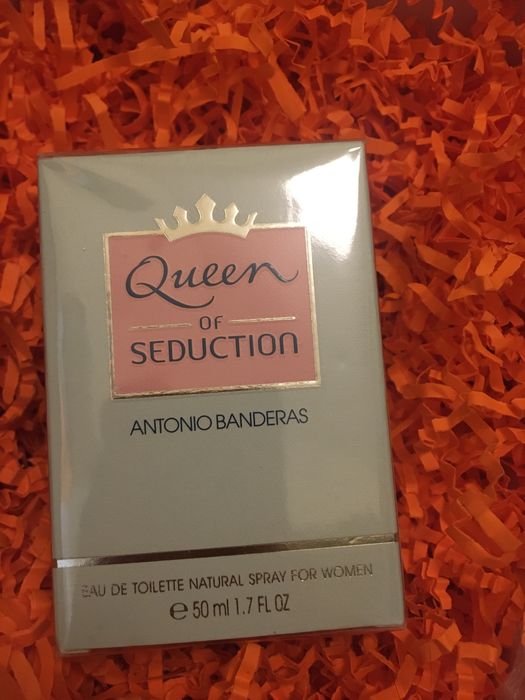 Queen
OF
SEDUCTION
ANTONIO BANDERAS
EAU DE TOILETTE NATURAL SPRAY FOR WOMEN
℮ 50 ml 1.7 FL OZ